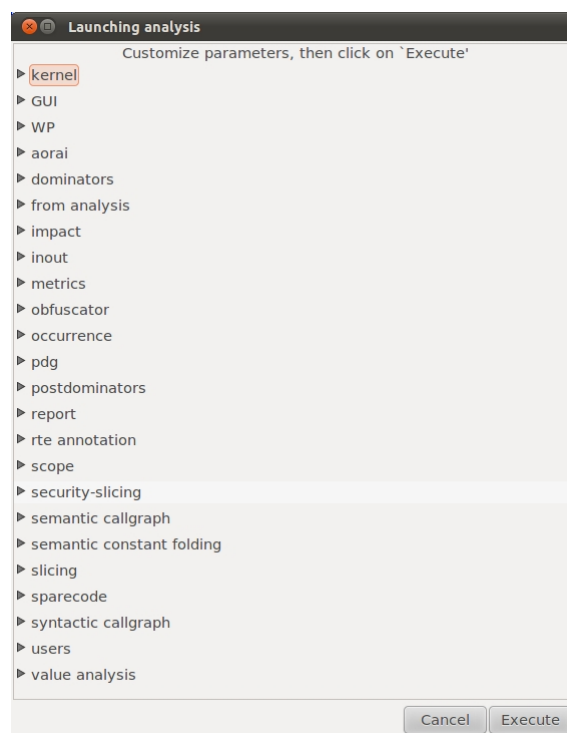 Launching analysis
Customize parameters, then click on `Execute'
kernel
GUI
WP
aorai
dominators
from analysis
impact
inout
metrics
obfuscator
occurrence
pdg
postdominators
report
rte annotation
scope
security-slicing
semantic callgraph
semantic constant folding
slicing
sparecode
syntactic callgraph
users
value analysis
Cancel Execute